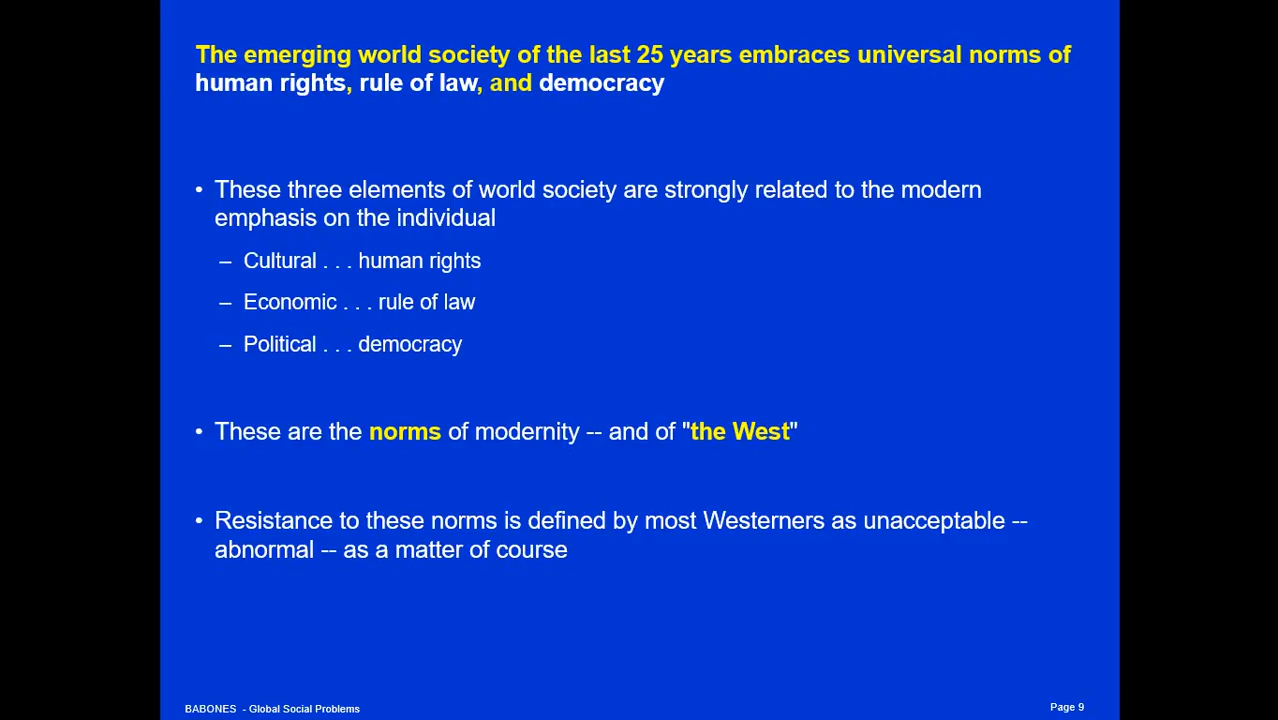 The emerging world society of the last 25 years embraces universal norms of
human rights, rule of law, and democracy
• These three elements of world society are strongly related to the modern
emphasis on the individual
– Cultural . . . human rights
– Economic . . . rule of law
– Political . . . democracy
• These are the norms of modernity -- and of "the West"
• Resistance to these norms is defined by most Westerners as unacceptable --
abnormal -- as a matter of course
BABONES - Global Social Problems
Page 9